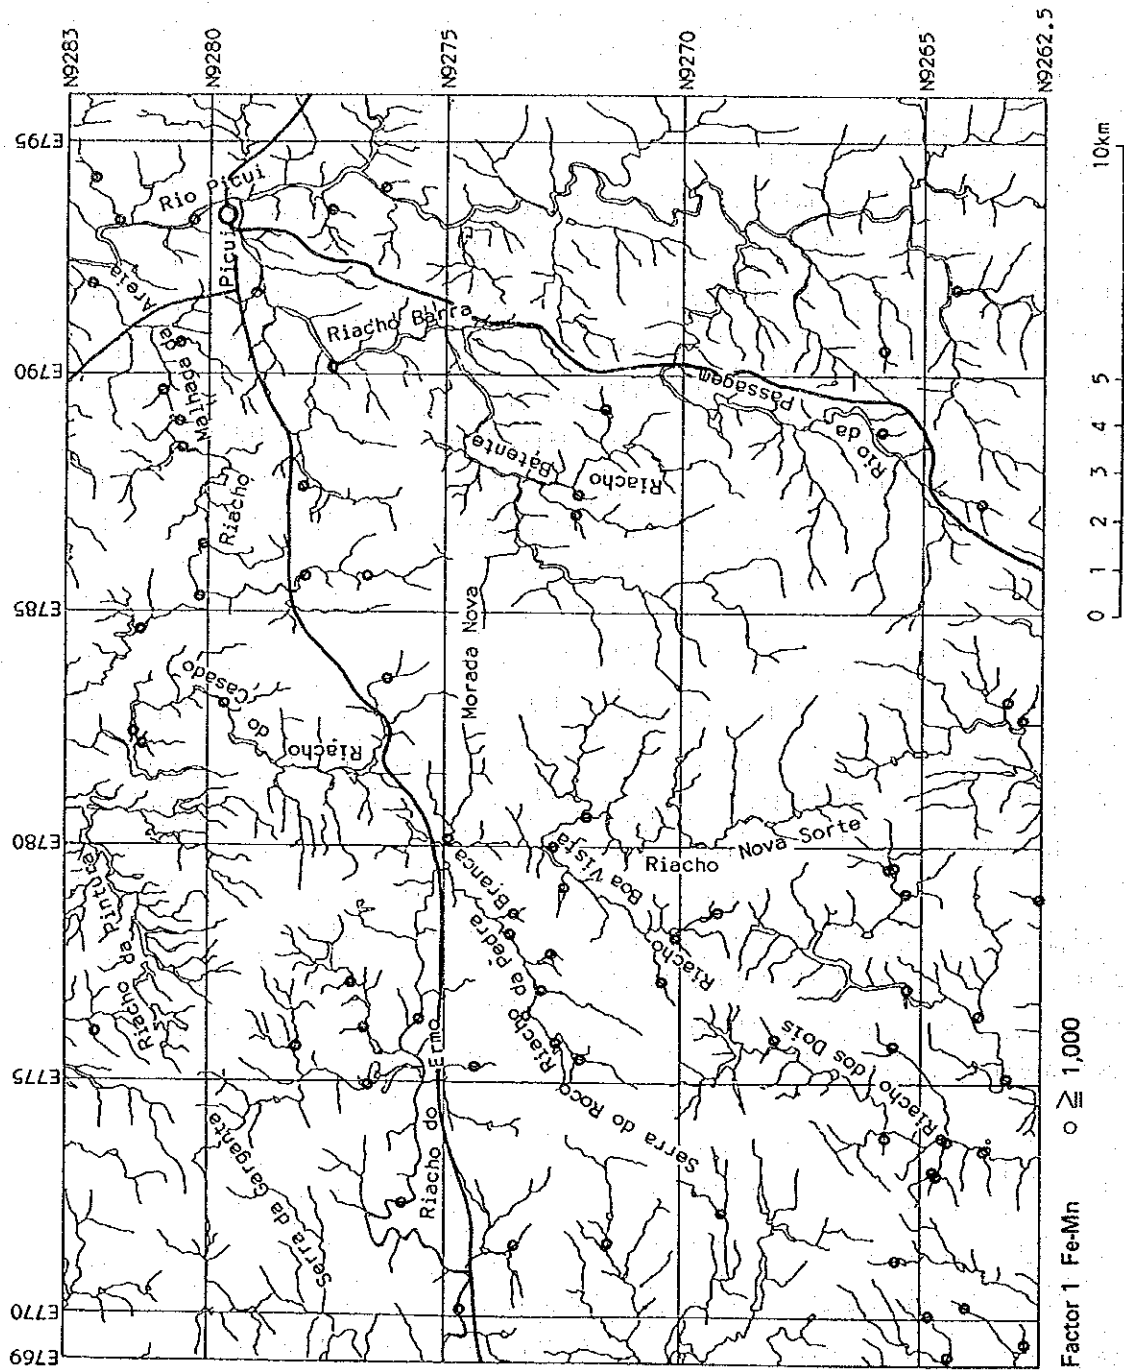 N9283
N9280
N9275
N9270
N9265
N9262.5
E795
E790
E785
E780
E775
E770
E769
Rio Picui
Picui
Riacho Malhada do Areia
Riacho Barra
Riacho Batente
Rio da Passagem
Morada Nova
Riacho do Casado
Riacho da Pintura
Riacho da Pedra Branca
Riacho Boa Vista
Riacho Nova Sorte
Riacho dos Dois
Serra do Roco
Serra da Garganta
Riacho do Ermo
0 1 2 3 4 5 10km
Factor 1 Fe-Mn o ≧ 1,000